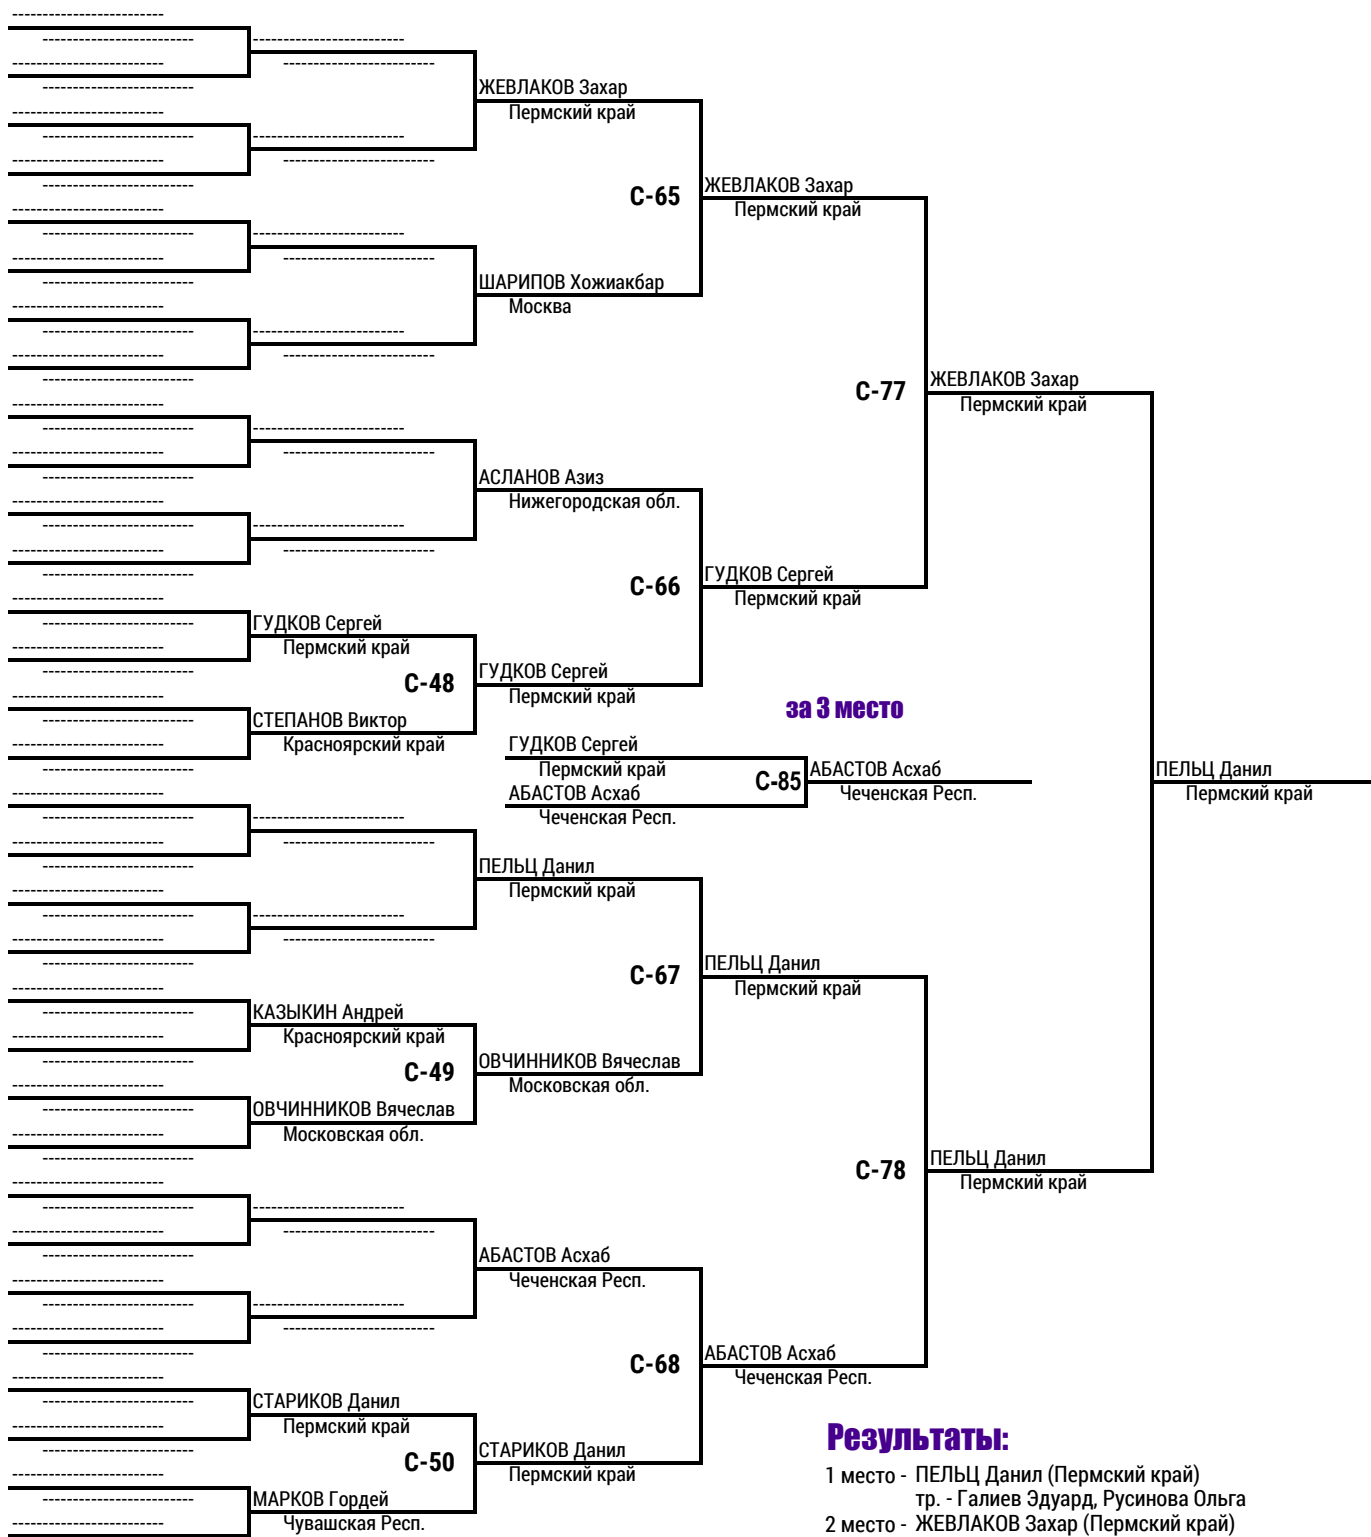 ЖЕВЛАКОВ Захар
Пермский край
С-65
ЖЕВЛАКОВ Захар
Пермский край
ШАРИПОВ Хожиакбар
Москва
С-77
ЖЕВЛАКОВ Захар
Пермский край
АСЛАНОВ Азиз
Нижегородская обл.
С-66
ГУДКОВ Сергей
Пермский край
ГУДКОВ Сергей
Пермский край
С-48
ГУДКОВ Сергей
Пермский край
СТЕПАНОВ Виктор
Красноярский край
за 3 место
ГУДКОВ Сергей
Пермский край
С-85
АБАСТОВ Асхаб
Чеченская Респ.
АБАСТОВ Асхаб
Чеченская Респ.
ПЕЛЬЦ Данил
Пермский край
ПЕЛЬЦ Данил
Пермский край
С-67
ПЕЛЬЦ Данил
Пермский край
КАЗЫКИН Андрей
Красноярский край
С-49
ОВЧИННИКОВ Вячеслав
Московская обл.
ОВЧИННИКОВ Вячеслав
Московская обл.
С-78
ПЕЛЬЦ Данил
Пермский край
АБАСТОВ Асхаб
Чеченская Респ.
С-68
АБАСТОВ Асхаб
Чеченская Респ.
СТАРИКОВ Данил
Пермский край
С-50
СТАРИКОВ Данил
Пермский край
МАРКОВ Гордей
Чувашская Респ.
Результаты:
1 место - ПЕЛЬЦ Данил (Пермский край)
тр. - Галиев Эдуард, Русинова Ольга
2 место - ЖЕВЛАКОВ Захар (Пермский край)